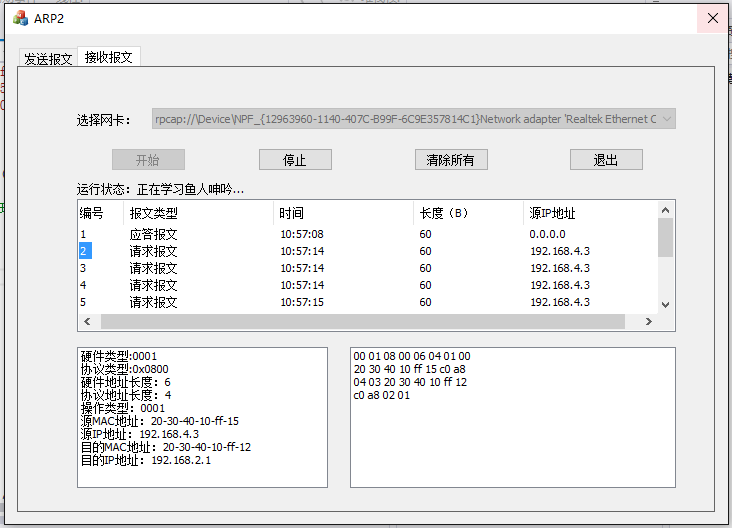 ARP2
发送报文 接收报文
选择网卡： rpcap://\Device\NPF_{12963960-1140-407C-B99F-6C9E357814C1}Network adapter 'Realtek Ethernet C
开始 停止 清除所有 退出
运行状态：正在学习鱼人呻吟...
编号 报文类型 时间 长度（B） 源IP地址
1 应答报文 10:57:08 60 0.0.0.0
2 请求报文 10:57:14 60 192.168.4.3
3 请求报文 10:57:14 60 192.168.4.3
4 请求报文 10:57:14 60 192.168.4.3
5 请求报文 10:57:15 60 192.168.4.3
硬件类型:0001
协议类型:0x0800
硬件地址长度：6
协议地址长度：4
操作类型：0001
源MAC地址：20-30-40-10-ff-15
源IP地址：192.168.4.3
目的MAC地址：20-30-40-10-ff-12
目的IP地址：192.168.2.1
00 01 08 00 06 04 01 00
20 30 40 10 ff 15 c0 a8
04 03 20 30 40 10 ff 12
c0 a8 02 01